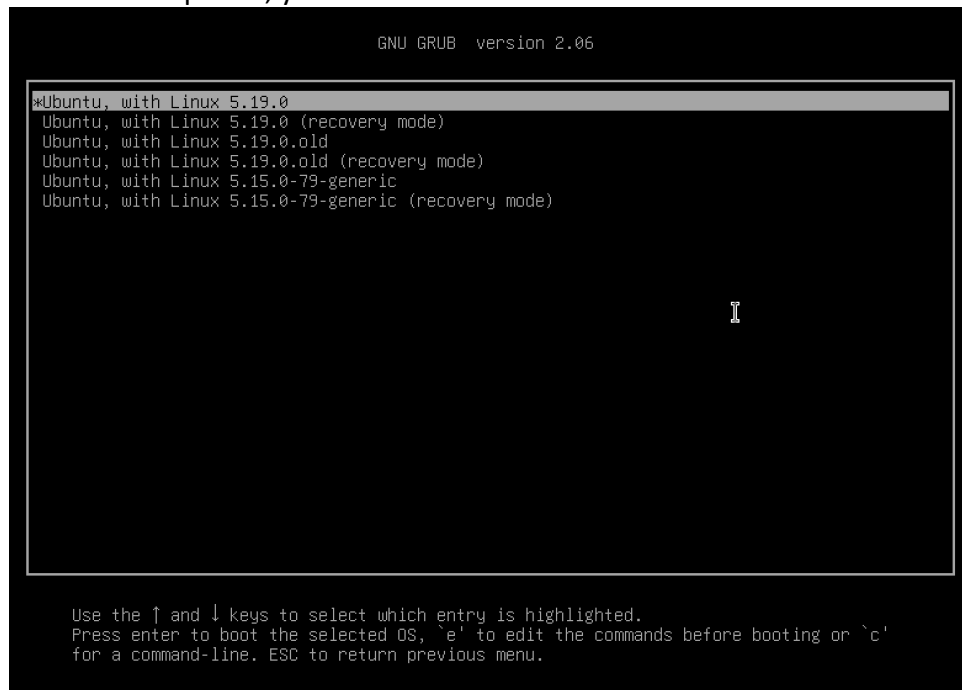 GNU GRUB version 2.06
*Ubuntu, with Linux 5.19.0
Ubuntu, with Linux 5.19.0 (recovery mode)
Ubuntu, with Linux 5.19.0.old
Ubuntu, with Linux 5.19.0.old (recovery mode)
Ubuntu, with Linux 5.15.0-79-generic
Ubuntu, with Linux 5.15.0-79-generic (recovery mode)
Use the ↑ and ↓ keys to select which entry is highlighted.
Press enter to boot the selected OS, `e' to edit the commands before booting or `c'
for a command-line. ESC to return previous menu.